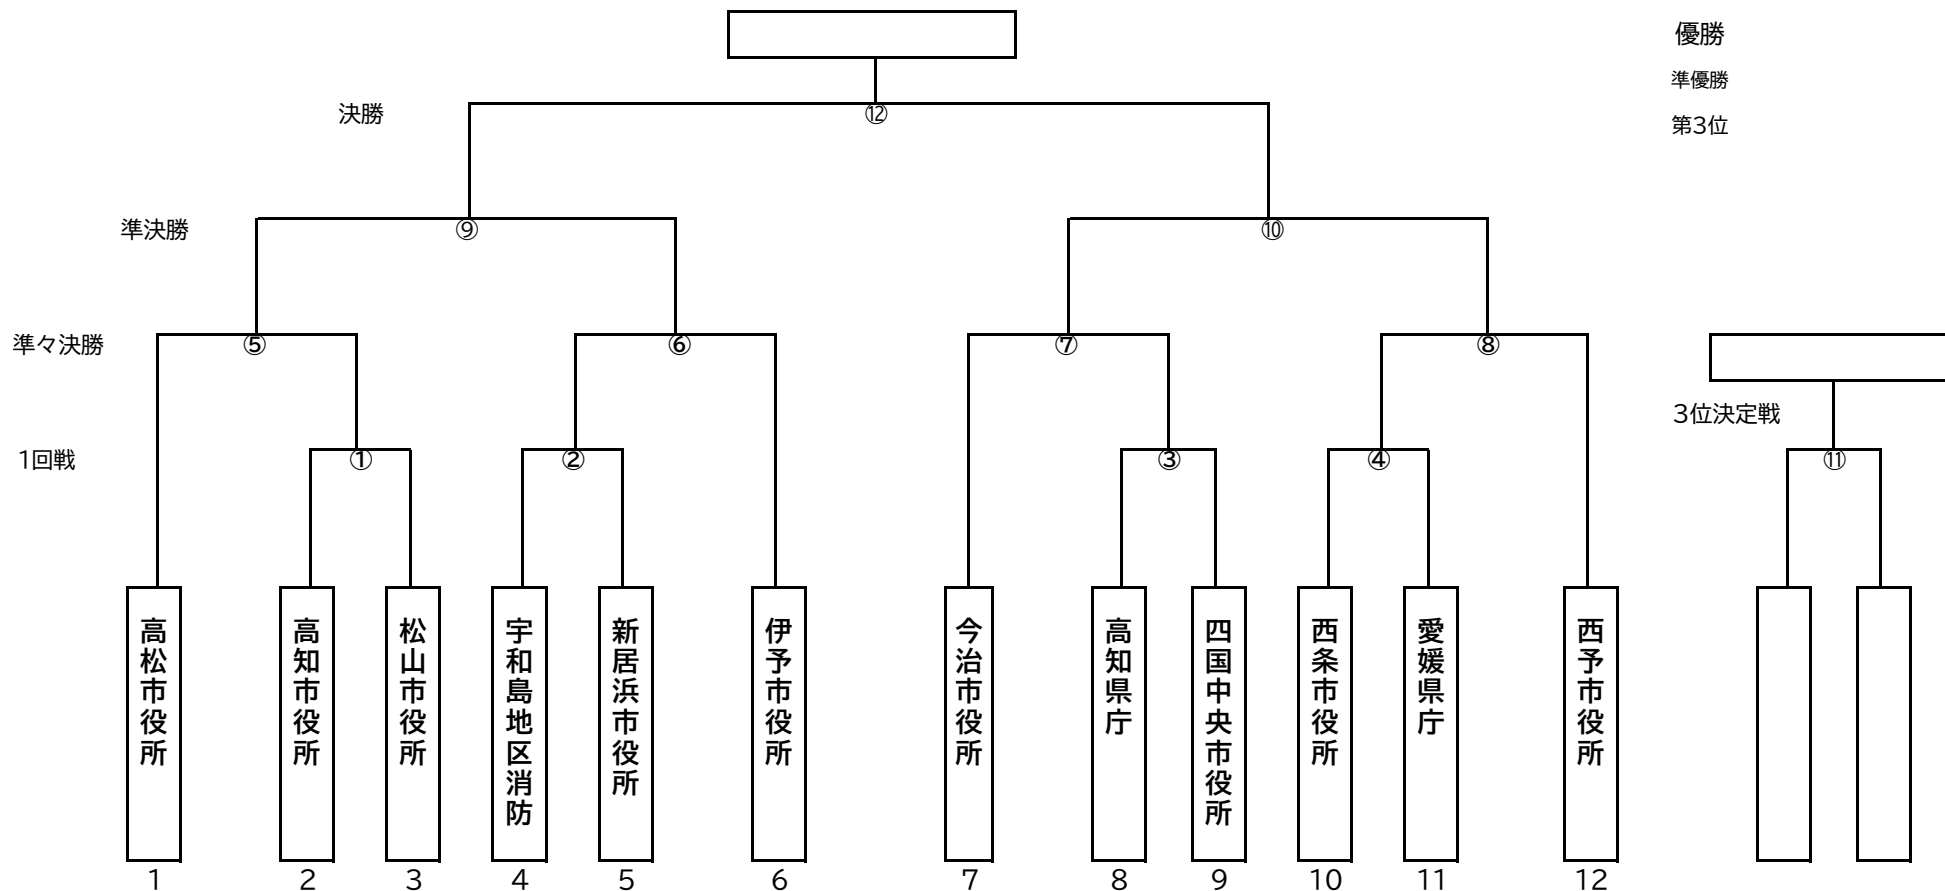 優勝
準優勝
決勝
⑫
第3位
準決勝
⑨
⑩
準々決勝
⑤
⑥
⑦
⑧
3位決定戦
1回戦
①
②
③
④
⑪
高松市役所
高知市役所
松山市役所
宇和島地区消防
新居浜市役所
伊予市役所
今治市役所
高知県庁
四国中央市役所
西条市役所
愛媛県庁
西予市役所
1
2
3
4
5
6
7
8
9
10
11
12